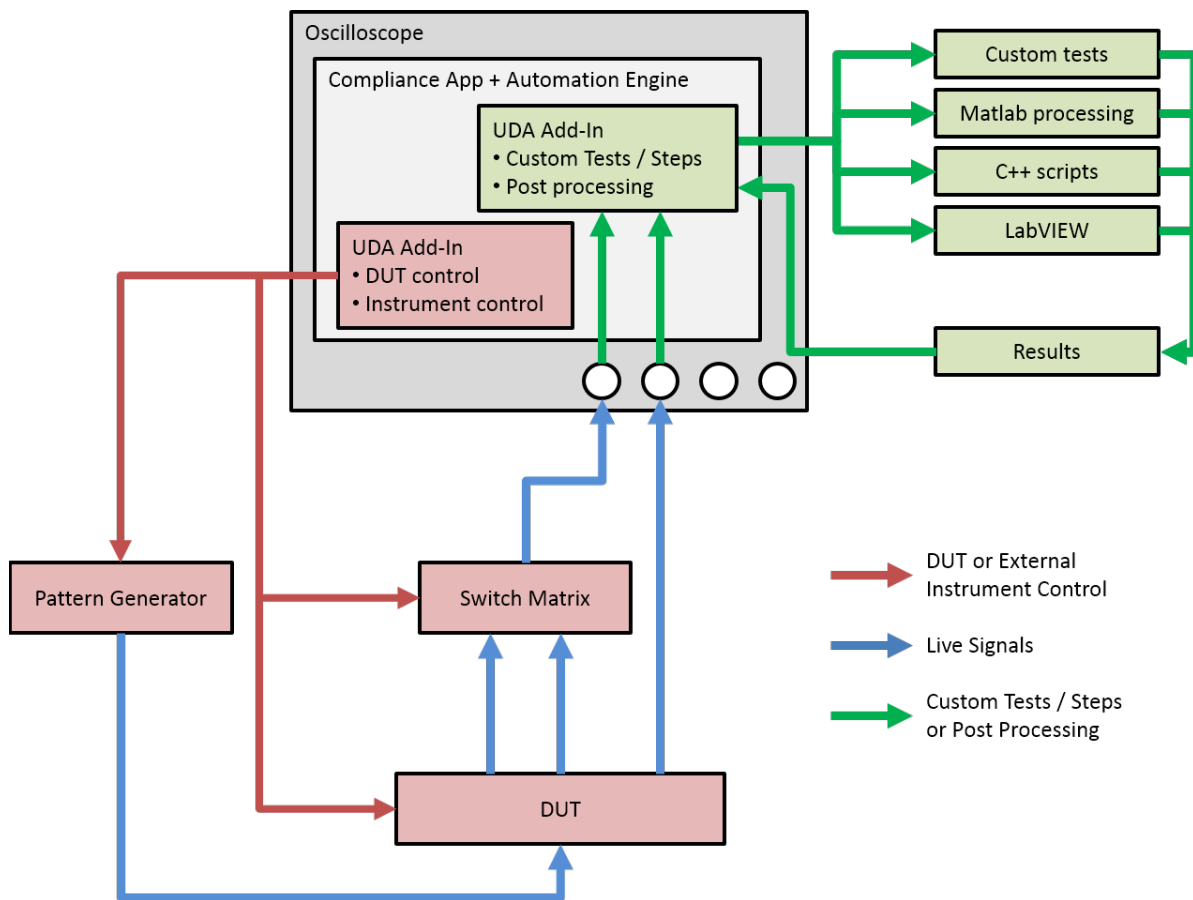 Oscilloscope
Compliance App + Automation Engine
UDA Add-In
• Custom Tests / Steps
• Post processing
UDA Add-In
• DUT control
• Instrument control
Custom tests
Matlab processing
C++ scripts
LabVIEW
Results
Pattern Generator
Switch Matrix
DUT
DUT or External
Instrument Control
Live Signals
Custom Tests / Steps
or Post Processing